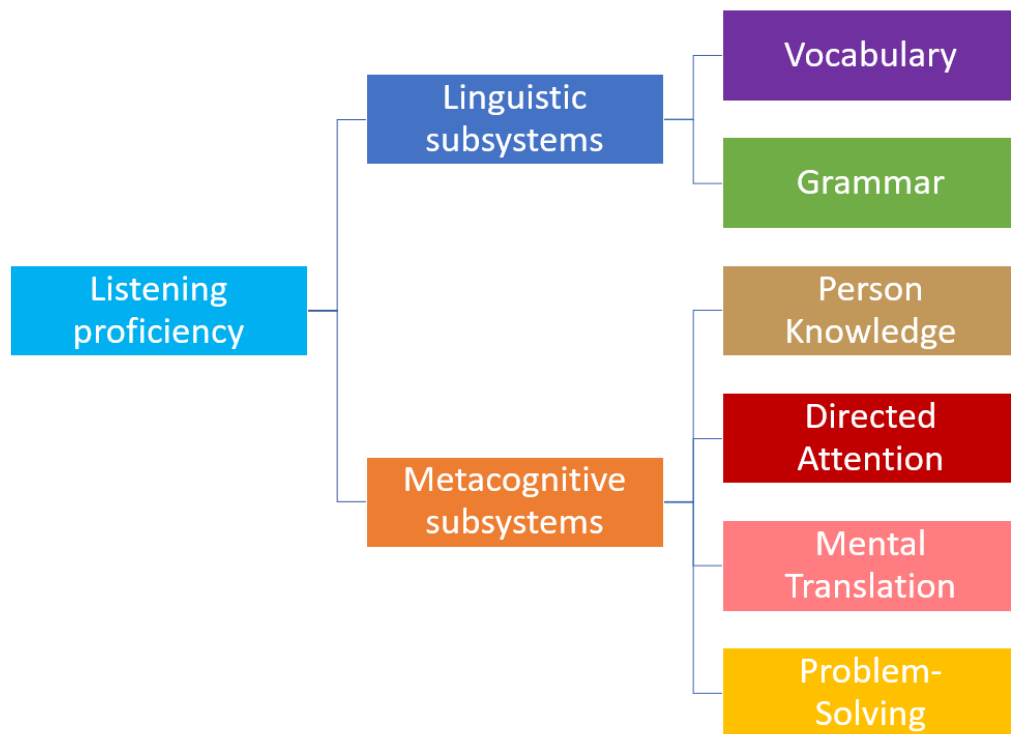 Listening
proficiency
Linguistic
subsystems
Vocabulary
Grammar
Metacognitive
subsystems
Person
Knowledge
Directed
Attention
Mental
Translation
Problem-
Solving